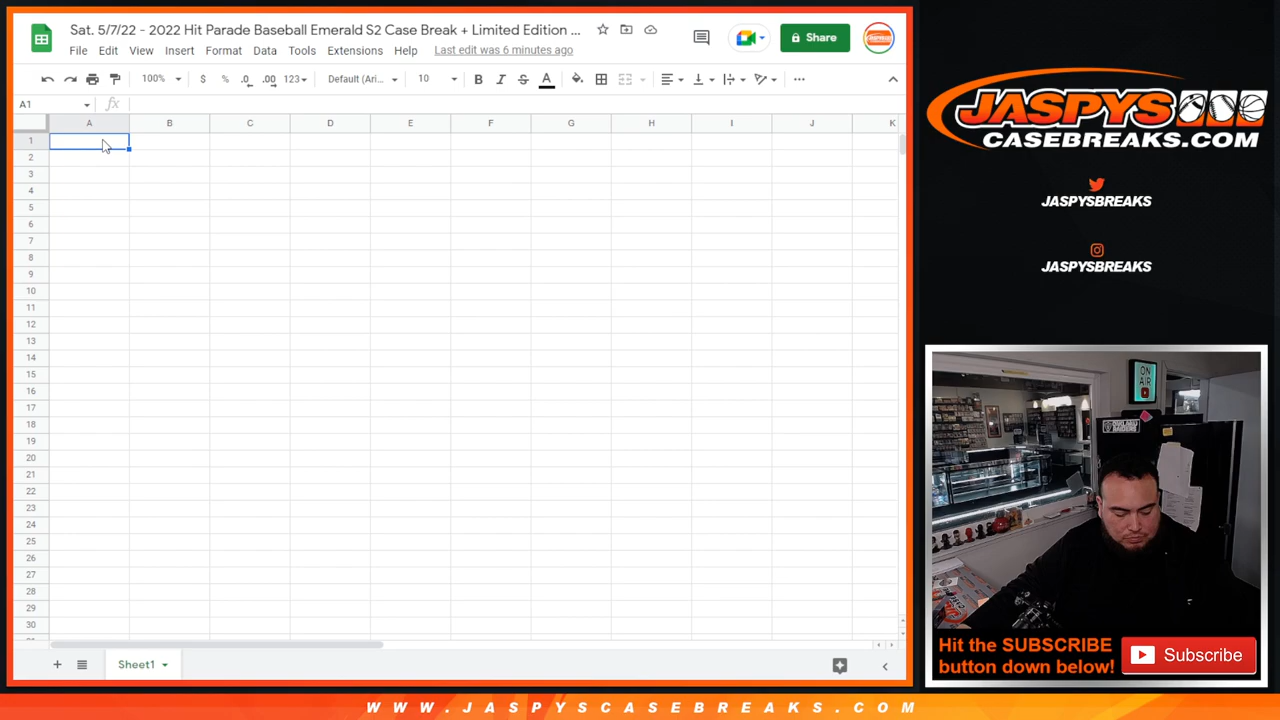 Sat. 5/7/22 - 2022 Hit Parade Baseball Emerald S2 Case Break + Limited Edition ...
File Edit View Insert Format Data Tools Extensions Help Last edit was 6 minutes ago
Share
100% $ % .0 .00 123 Default (Ari... 10 B I S A
A1 fx
A B C D E F G H I J K
1
2
3
4
5
6
7
8
9
10
11
12
13
14
15
16
17
18
19
20
21
22
23
24
25
26
27
28
29
30
Sheet1
JASPYS
CASEBREAKS.COM
JASPYSBREAKS
JASPYSBREAKS
ON
AIR
Hit the SUBSCRIBE
button down below!
Subscribe
WWW.JASPYSCASEBREAKS.COM